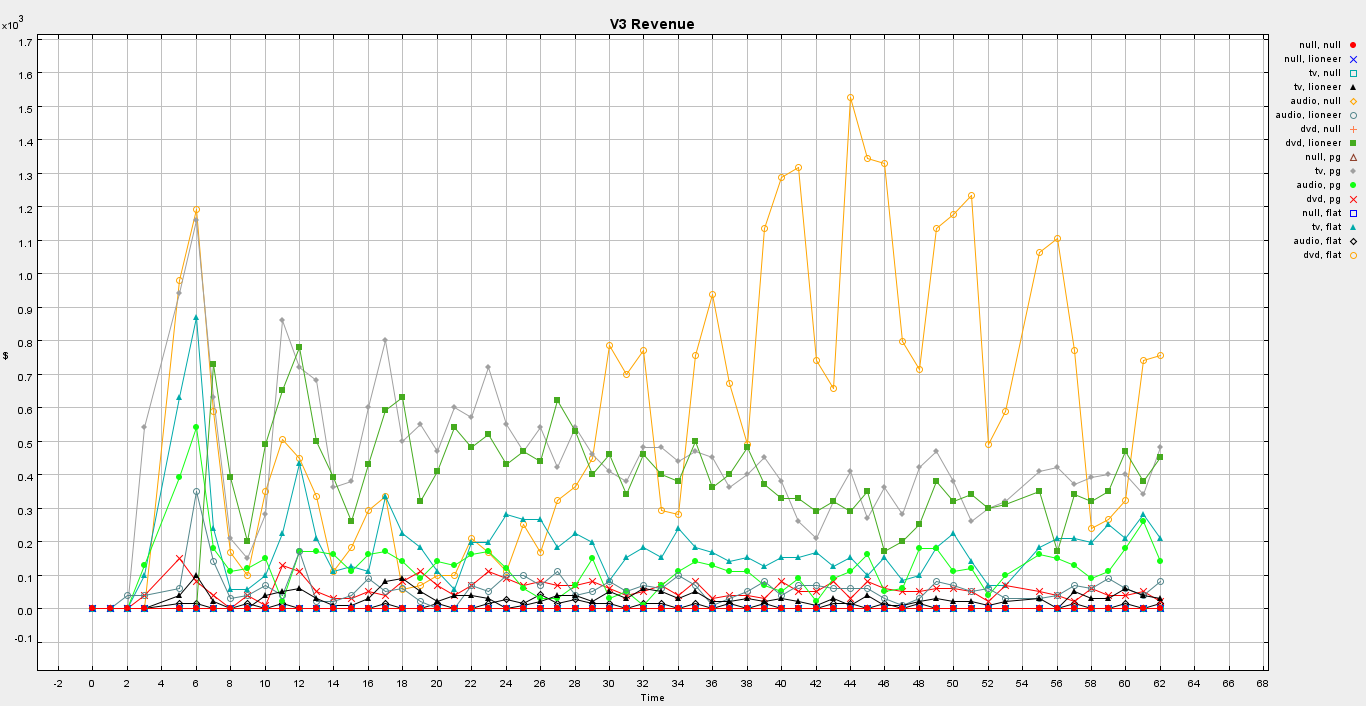 V3 Revenue
x10³
1.7
1.6
1.5
1.4
1.3
1.2
1.1
1.0
0.9
0.8
0.7
0.6
0.5
0.4
0.3
0.2
0.1
0.0
-0.1
$
-2 0 2 4 6 8 10 12 14 16 18 20 22 24 26 28 30 32 34 36 38 40 42 44 46 48 50 52 54 56 58 60 62 64 66 68
Time
null, null
null, lioneer
tv, null
tv, lioneer
audio, null
audio, lioneer
dvd, null
dvd, lioneer
null, pg
tv, pg
audio, pg
dvd, pg
null, flat
tv, flat
audio, flat
dvd, flat